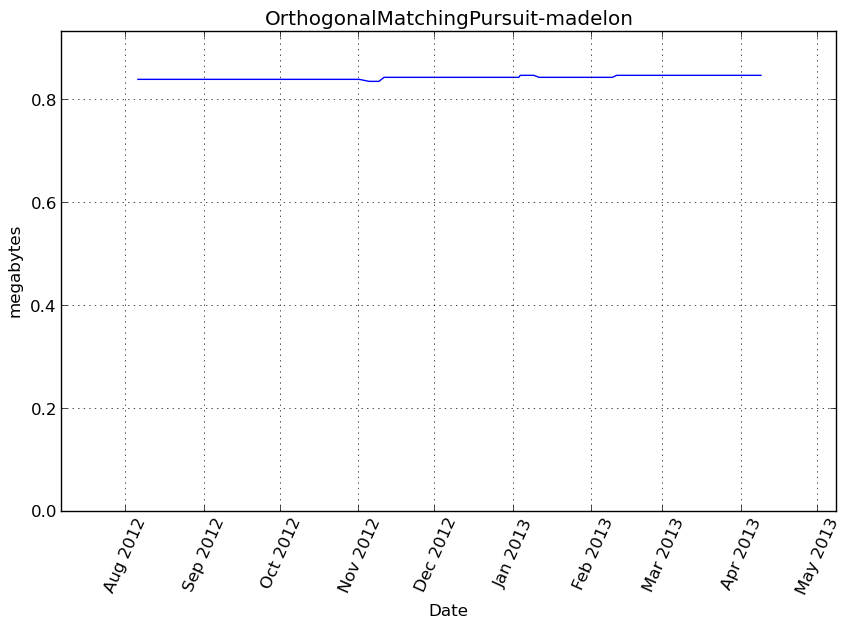 OrthogonalMatchingPursuit-madelon
megabytes
0.8
0.6
0.4
0.2
0.0
Aug 2012
Sep 2012
Oct 2012
Nov 2012
Dec 2012
Jan 2013
Feb 2013
Mar 2013
Apr 2013
May 2013
Date